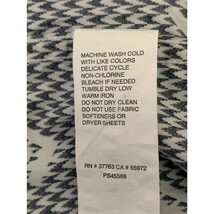 MACHINE WASH COLD
WITH LIKE COLORS
DELICATE CYCLE
NON-CHLORINE
BLEACH IF NEEDED
TUMBLE DRY LOW
WARM IRON
DO NOT DRY CLEAN
DO NOT USE FABRIC
SOFTENERS OR
DRYER SHEETS
RN # 37763 CA # 55972
PS45588